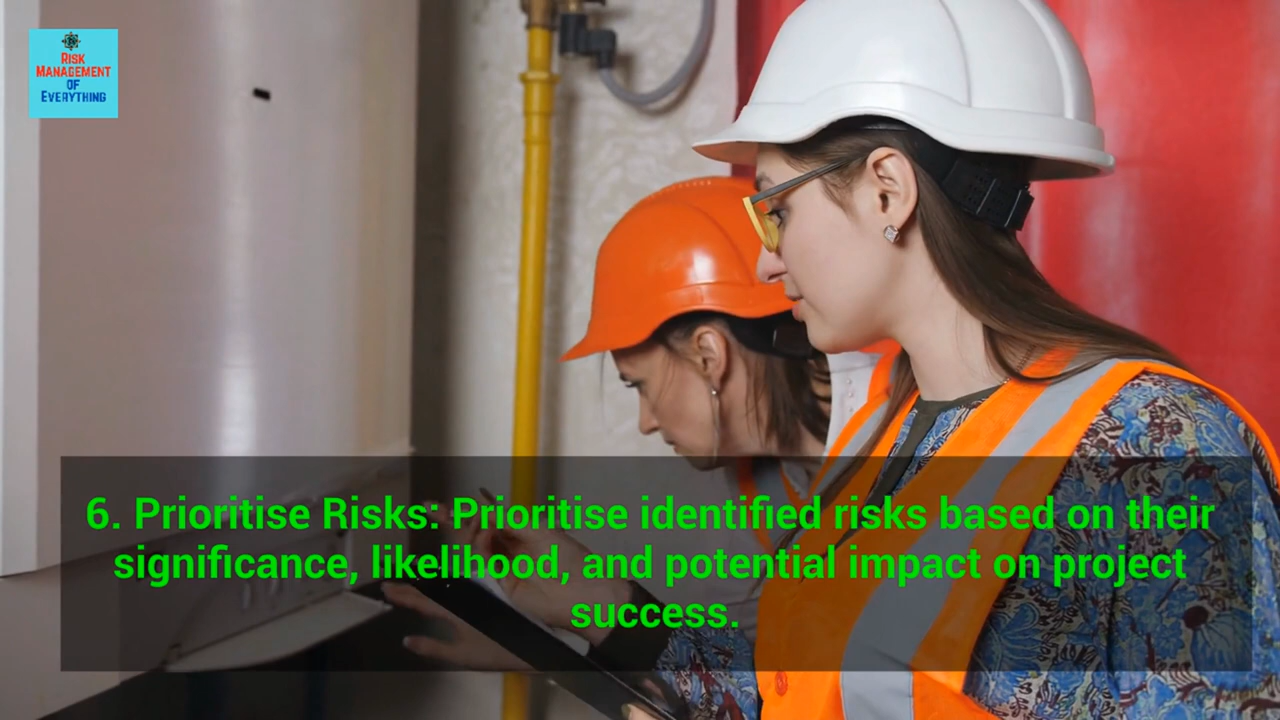 Risk
Management
of
Everything
6. Prioritise Risks: Prioritise identified risks based on their
significance, likelihood, and potential impact on project
success.